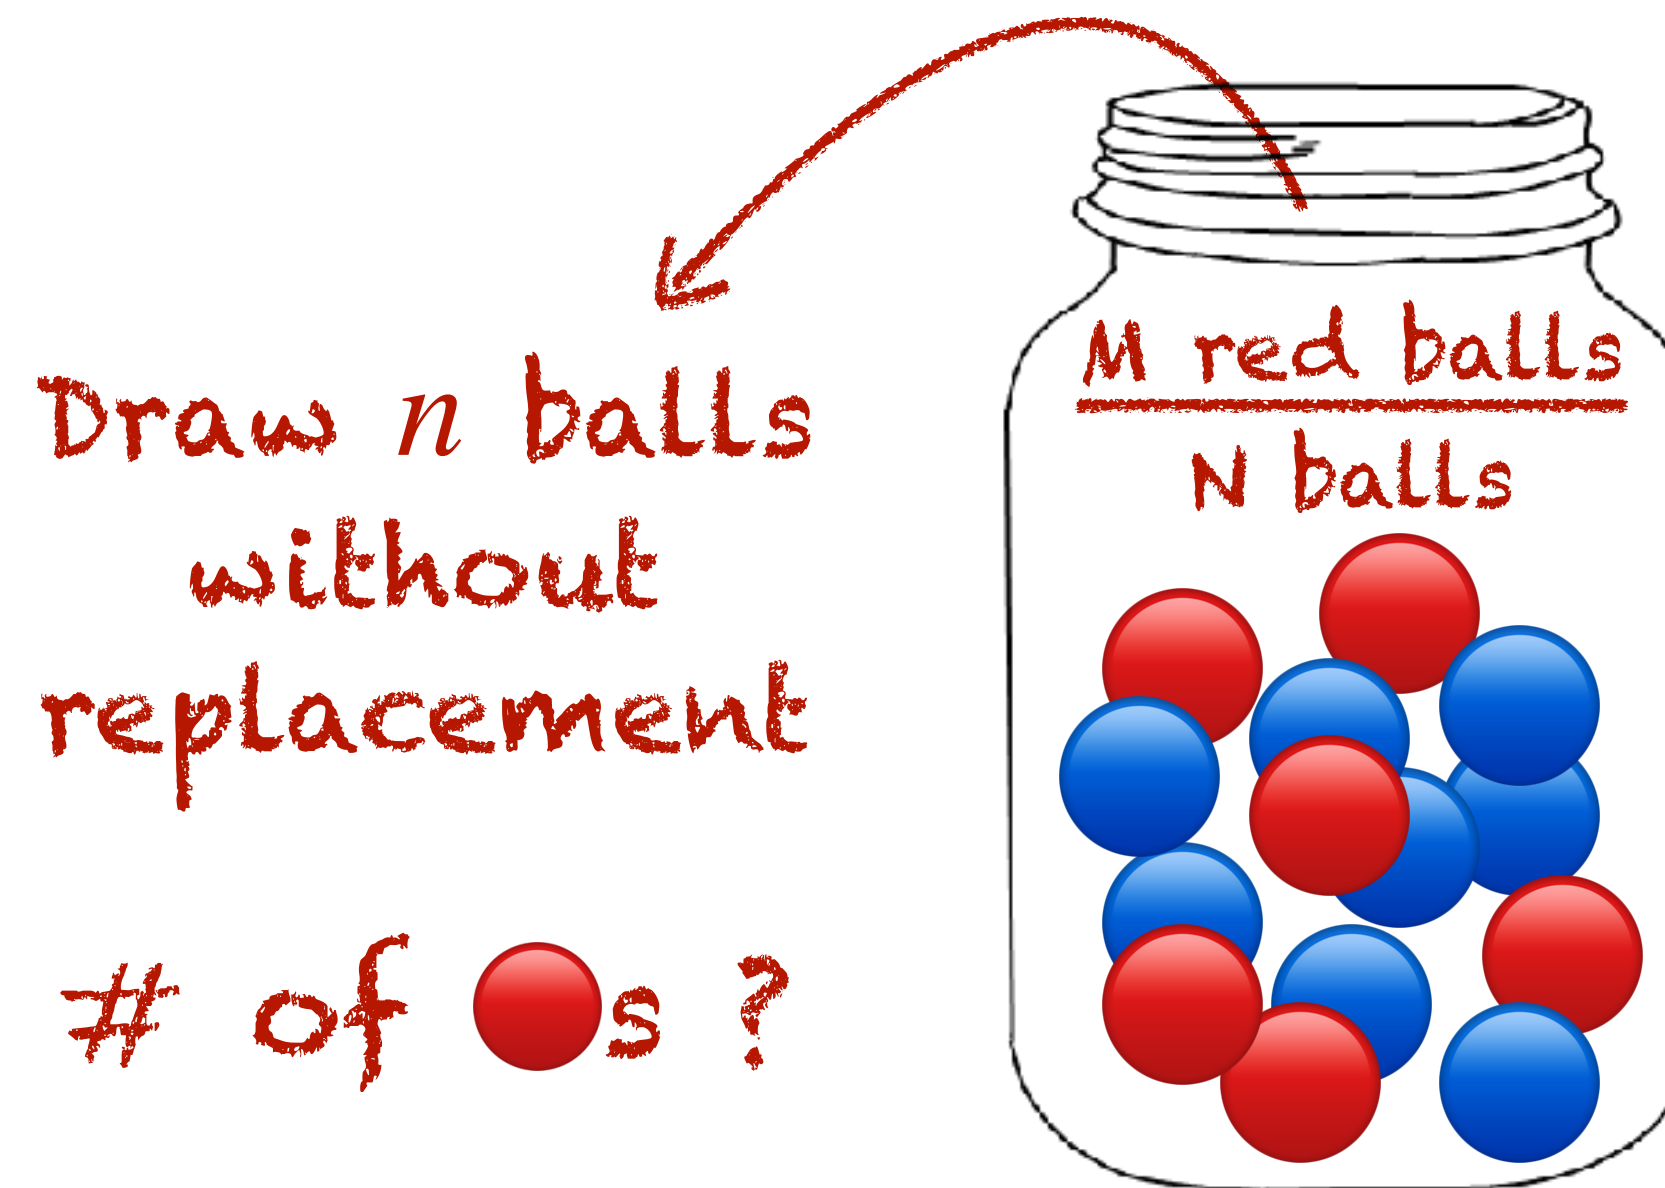 Draw n balls
without
replacement
# of s ?
M red balls
N balls